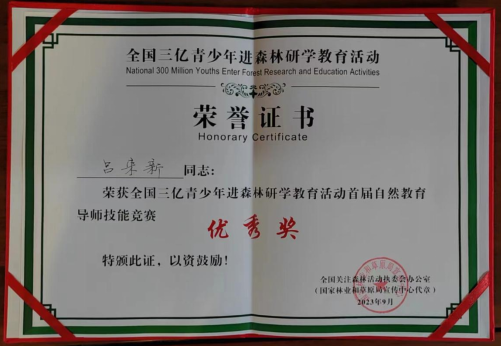 全国三亿青少年进森林研学教育活动
National 300 Million Youths Enter Forest Research and Education Activities
荣誉证书
Honorary Certificate
吕来新 同志：
荣获全国三亿青少年进森林研学教育活动首届自然教育
导师技能竞赛
优秀奖
特颁此证，以资鼓励！
全国关注森林活动执委会办公室
（国家林业和草原局宣传中心代章）
2023年9月